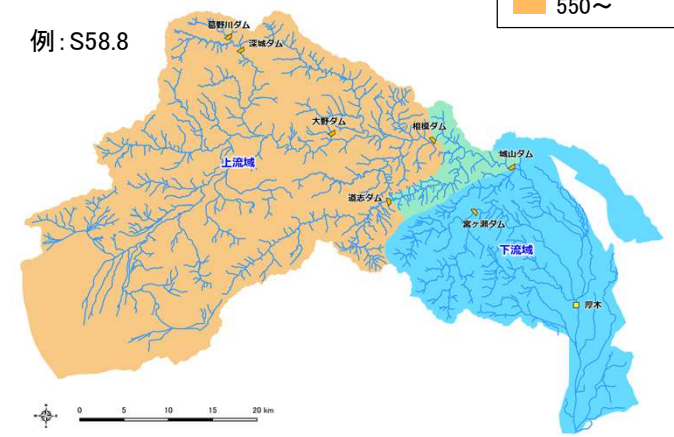 550～
例：S58.8
葛野川ダム
深城ダム
大野ダム
相模ダム
城山ダム
上流域
道志ダム
宮ヶ瀬ダム
下流域
厚木
0 5 10 15 20 km